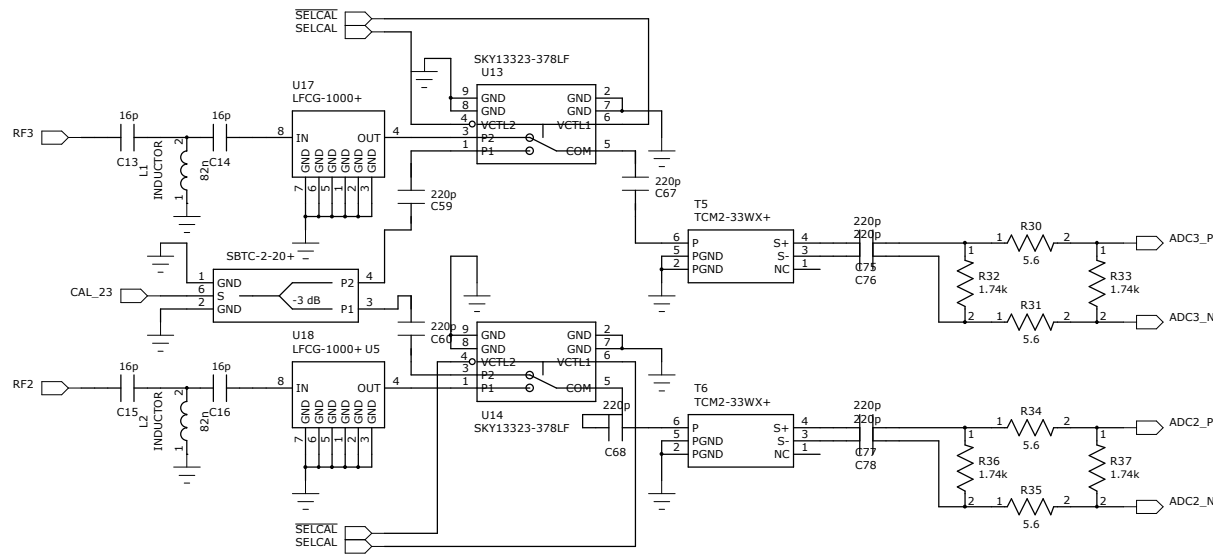 SELCAL
SELCAL
SKY13323-378LF
U13
9 GND GND 2
8 GND GND 7
4 VCTL2 VCTL1 6
3 P2
1 P1 COM 5
U17
LFCG-1000+
8 IN OUT 4
GND GND GND GND GND GND
7 6 5 1 2 3
RF3
16p
C13
2
L1
INDUCTOR
82n
1
16p
C14
220p
C59
220p
C67
T5
TCM2-33WX+
6 P S+ 4
5 PGND S- 3
2 PGND NC 1
220p
220p
C75
C76
R30
1 2
5.6
1
R32
1.74k
2
1
R33
1.74k
2
R31
1 2
5.6
ADC3_P
ADC3_N
SBTC-2-20+
1 GND P2 4
6 S -3 dB
2 GND P1 3
CAL_23
220p
C60
9 GND GND 2
8 GND GND 7
4 VCTL2 VCTL1 6
3 P2
1 P1 COM 5
U14
SKY13323-378LF
U18
LFCG-1000+ U5
8 IN OUT 4
GND GND GND GND GND GND
7 6 5 1 2 3
RF2
16p
C15
2
L2
INDUCTOR
82n
1
16p
C16
220p
C68
T6
TCM2-33WX+
6 P S+ 4
5 PGND S- 3
2 PGND NC 1
220p
220p
C77
C78
R34
1 2
5.6
1
R36
1.74k
2
1
R37
1.74k
2
R35
1 2
5.6
ADC2_P
ADC2_N
SELCAL
SELCAL